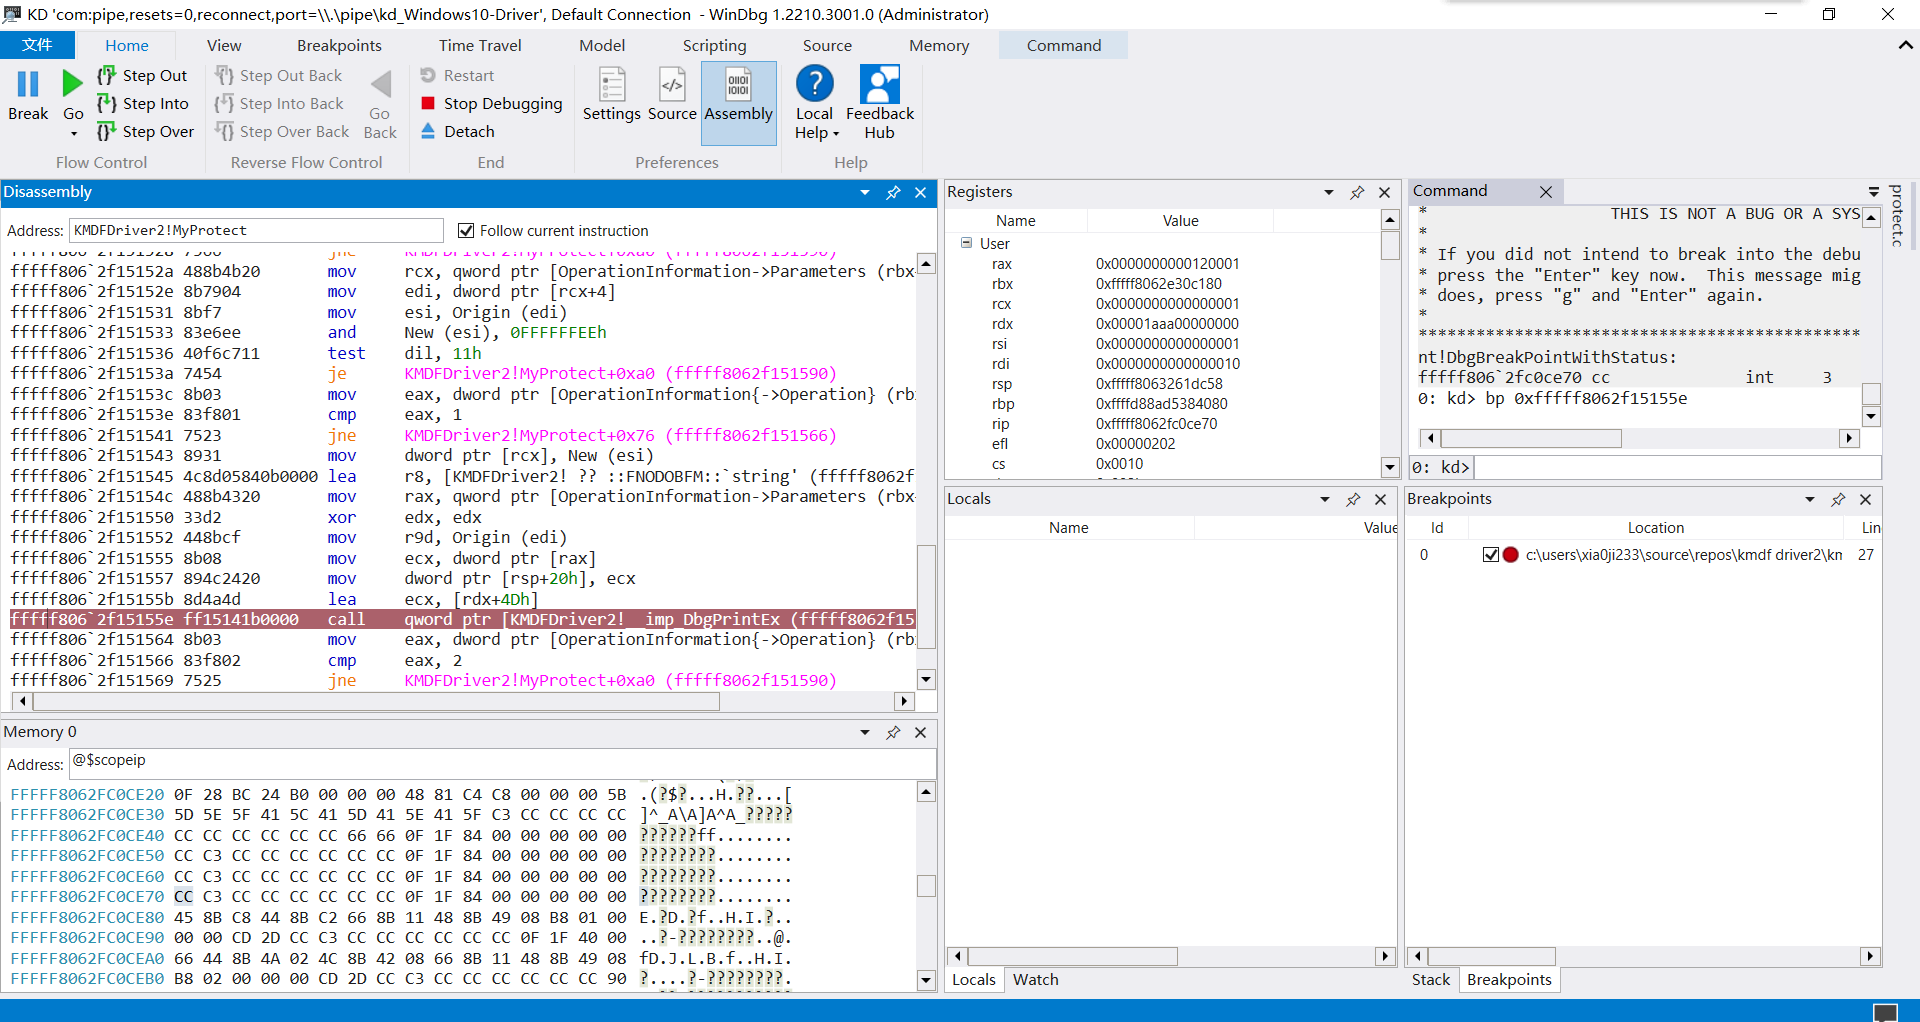 KD 'com:pipe,resets=0,reconnect,port=\\.\pipe\kd_Windows10-Driver', Default Connection - WinDbg 1.2210.3001.0 (Administrator)
文件 Home View Breakpoints Time Travel Model Scripting Source Memory Command
Break
Go
Step Out
Step Into
Step Over
Flow Control
Step Out Back
Step Into Back
Step Over Back
Go Back
Reverse Flow Control
Restart
Stop Debugging
Detach
End
Settings Source Assembly
Preferences
Local Help
Feedback Hub
Help
Disassembly
Address: KMDFDriver2!MyProtect
Follow current instruction
fffff806`2f15152a 488b4b20 mov rcx, qword ptr [OperationInformation->Parameters (rbx
fffff806`2f15152e 8b7904 mov edi, dword ptr [rcx+4]
fffff806`2f151531 8bf7 mov esi, Origin (edi)
fffff806`2f151533 83e6ee and New (esi), 0FFFFFFEEh
fffff806`2f151536 40f6c711 test dil, 11h
fffff806`2f15153a 7454 je KMDFDriver2!MyProtect+0xa0 (fffff8062f151590)
fffff806`2f15153c 8b03 mov eax, dword ptr [OperationInformation{->Operation} (rb
fffff806`2f15153e 83f801 cmp eax, 1
fffff806`2f151541 7523 jne KMDFDriver2!MyProtect+0x76 (fffff8062f151566)
fffff806`2f151543 8931 mov dword ptr [rcx], New (esi)
fffff806`2f151545 4c8d05840b0000 lea r8, [KMDFDriver2! ?? ::FNODOBFM::`string' (fffff8062f
fffff806`2f15154c 488b4320 mov rax, qword ptr [OperationInformation->Parameters (rbx
fffff806`2f151550 33d2 xor edx, edx
fffff806`2f151552 448bcf mov r9d, Origin (edi)
fffff806`2f151555 8b08 mov ecx, dword ptr [rax]
fffff806`2f151557 894c2420 mov dword ptr [rsp+20h], ecx
fffff806`2f15155b 8d4a4d lea ecx, [rdx+4Dh]
fffff806`2f15155e ff15141b0000 call qword ptr [KMDFDriver2!__imp_DbgPrintEx (fffff8062f15
fffff806`2f151564 8b03 mov eax, dword ptr [OperationInformation{->Operation} (rb
fffff806`2f151566 83f802 cmp eax, 2
fffff806`2f151569 7525 jne KMDFDriver2!MyProtect+0xa0 (fffff8062f151590)
Memory 0
Address: @$scopeip
FFFFF8062FC0CE20 0F 28 BC 24 B0 00 00 00 48 81 C4 C8 00 00 00 5B .(?$?...H.??...[
FFFFF8062FC0CE30 5D 5E 5F 41 5C 41 5D 41 5E 41 5F C3 CC CC CC CC ]^_A\A]A^A_?????
FFFFF8062FC0CE40 CC CC CC CC CC CC 66 66 0F 1F 84 00 00 00 00 00 ??????ff........
FFFFF8062FC0CE50 CC C3 CC CC CC CC CC CC 0F 1F 84 00 00 00 00 00 ????????........
FFFFF8062FC0CE60 CC C3 CC CC CC CC CC CC 0F 1F 84 00 00 00 00 00 ????????........
FFFFF8062FC0CE70 CC C3 CC CC CC CC CC CC 0F 1F 84 00 00 00 00 00 ????????........
FFFFF8062FC0CE80 45 8B C8 44 8B C2 66 8B 11 48 8B 49 08 B8 01 00 E.?D.?f..H.I.?..
FFFFF8062FC0CE90 00 00 CD 2D CC C3 CC CC CC CC CC CC 0F 1F 40 00 ..?-????????..@.
FFFFF8062FC0CEA0 66 44 8B 4A 02 4C 8B 42 08 66 8B 11 48 8B 49 08 fD.J.L.B.f..H.I.
FFFFF8062FC0CEB0 B8 02 00 00 00 CD 2D CC C3 CC CC CC CC CC CC 90 ?....?-????????.
Registers
Name Value
User
rax 0x0000000000120001
rbx 0xfffff8062e30c180
rcx 0x0000000000000001
rdx 0x00001aaa00000000
rsi 0x0000000000000001
rdi 0x0000000000000010
rsp 0xfffff8063261dc58
rbp 0xffffd88ad5384080
rip 0xfffff8062fc0ce70
efl 0x00000202
cs 0x0010
Locals
Name Value
Locals Watch
Command
* THIS IS NOT A BUG OR A SYS
*
* If you did not intend to break into the debu
* press the "Enter" key now. This message mig
* does, press "g" and "Enter" again.
*
***********************************************
nt!DbgBreakPointWithStatus:
fffff806`2fc0ce70 cc int 3
0: kd> bp 0xfffff8062f15155e
0: kd>
Breakpoints
Id Location Lin
0 c:\users\xia0ji233\source\repos\kmdf driver2\km 27
Stack Breakpoints
protect.c